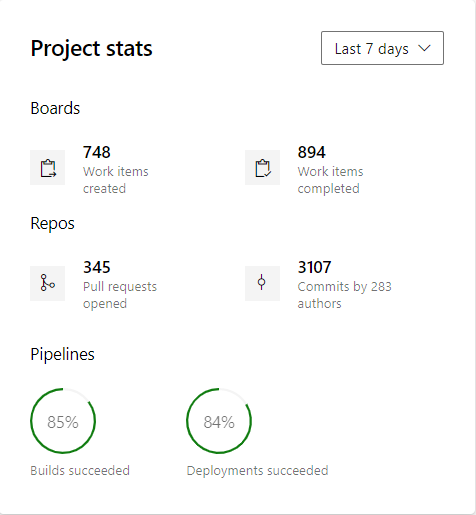 Project stats
Last 7 days
Boards
748
Work items
created
894
Work items
completed
Repos
345
Pull requests
opened
3107
Commits by 283
authors
Pipelines
85%
84%
Builds succeeded
Deployments succeeded